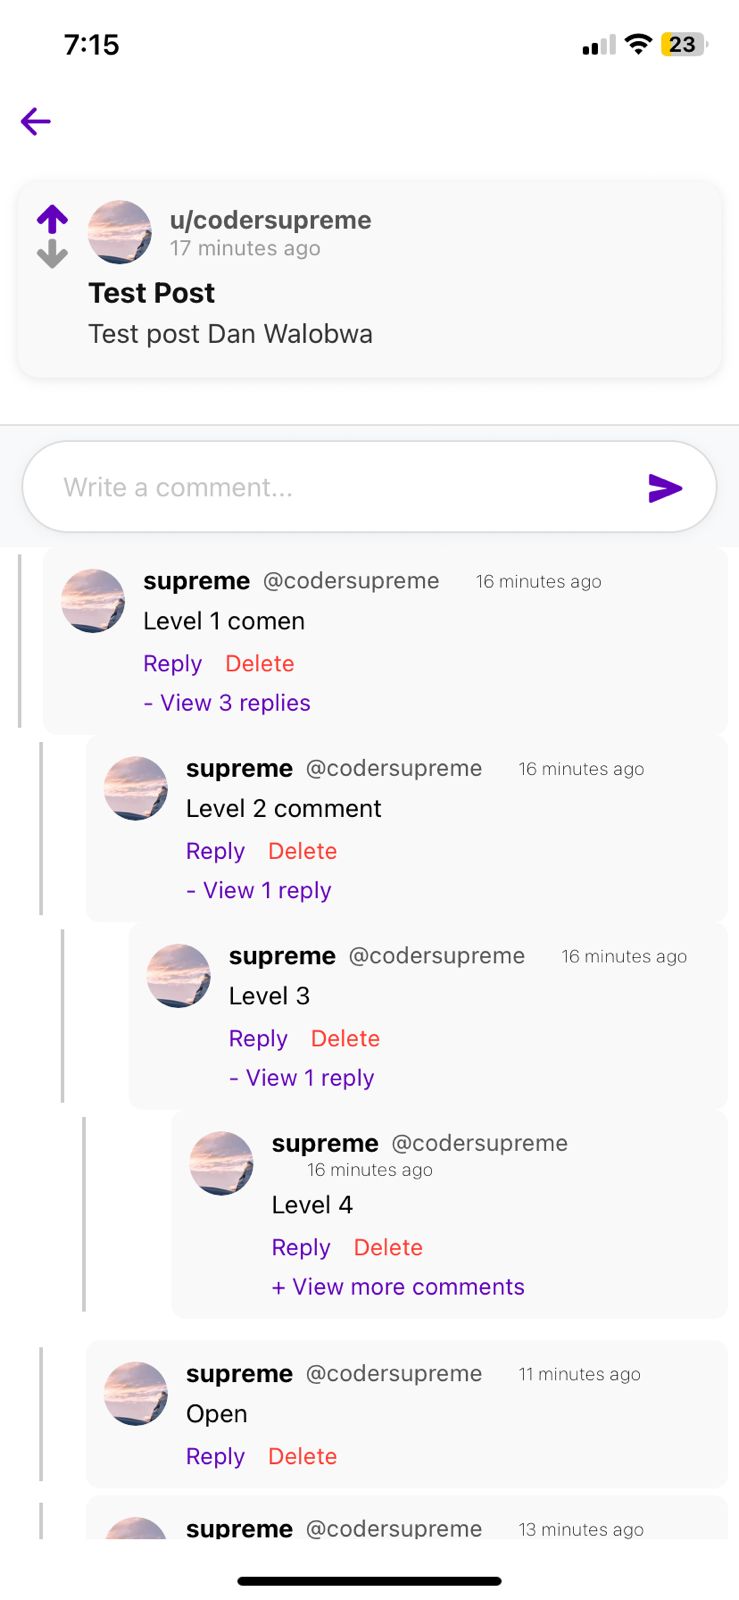 7:15
23
u/codersupreme
17 minutes ago
Test Post
Test post Dan Walobwa
Write a comment...
supreme @codersupreme 16 minutes ago
Level 1 comen
Reply Delete
- View 3 replies
supreme @codersupreme 16 minutes ago
Level 2 comment
Reply Delete
- View 1 reply
supreme @codersupreme 16 minutes ago
Level 3
Reply Delete
- View 1 reply
supreme @codersupreme
16 minutes ago
Level 4
Reply Delete
+ View more comments
supreme @codersupreme 11 minutes ago
Open
Reply Delete
supreme @codersupreme 13 minutes ago